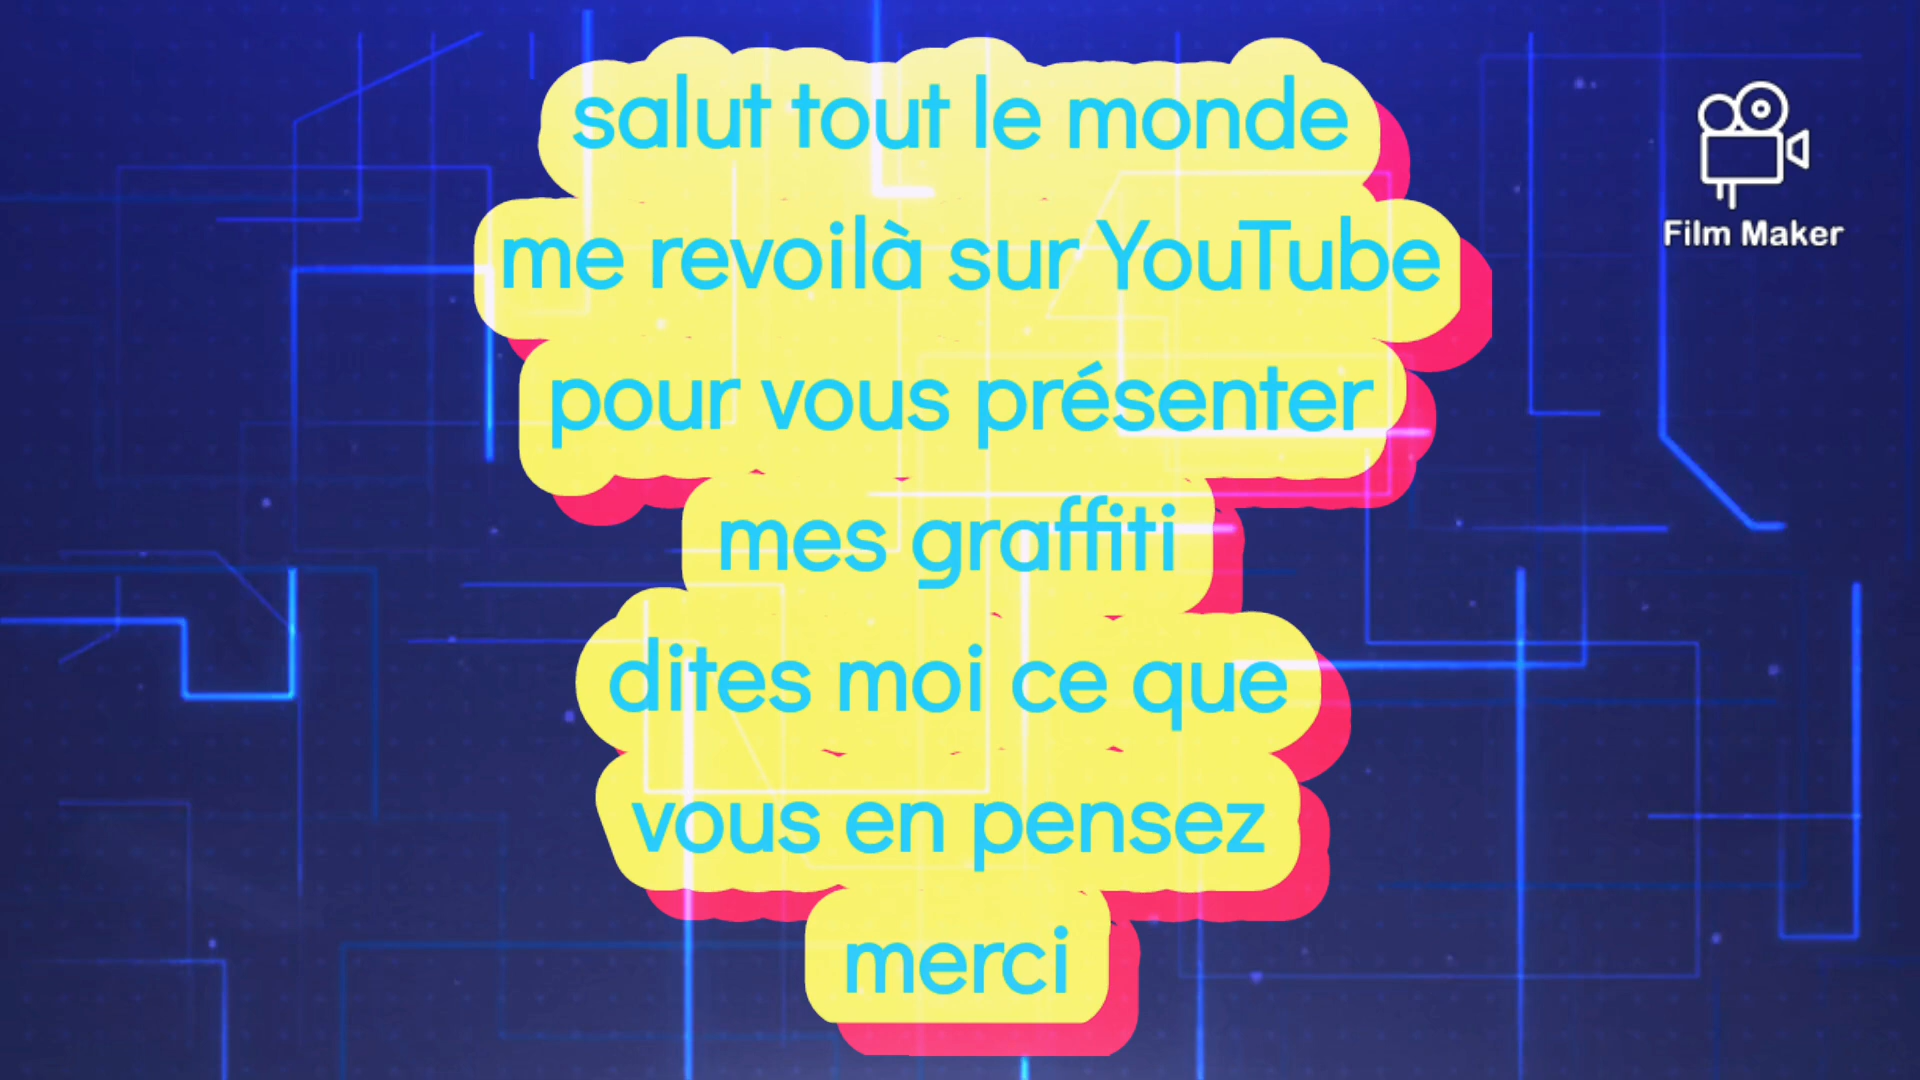 salut tout le monde
me revoilà sur YouTube
pour vous présenter
mes graffiti
dites moi ce que
vous en pensez
merci
Film Maker